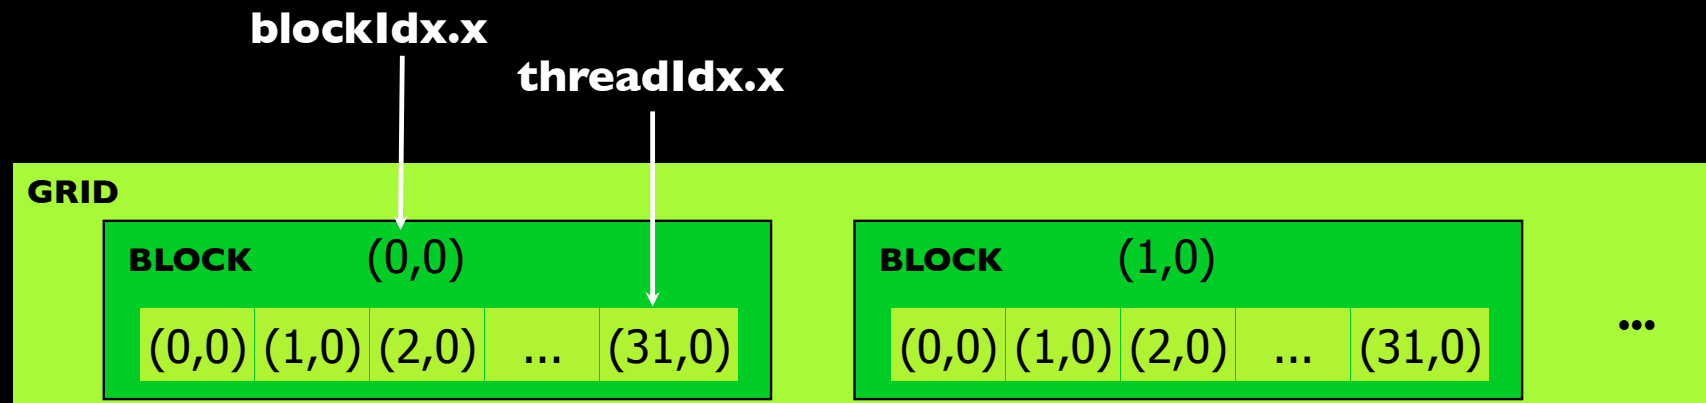 blockIdx.x
threadIdx.x
GRID
BLOCK (0,0)
(0,0) (1,0) (2,0) ... (31,0)
BLOCK (1,0)
(0,0) (1,0) (2,0) ... (31,0)
...